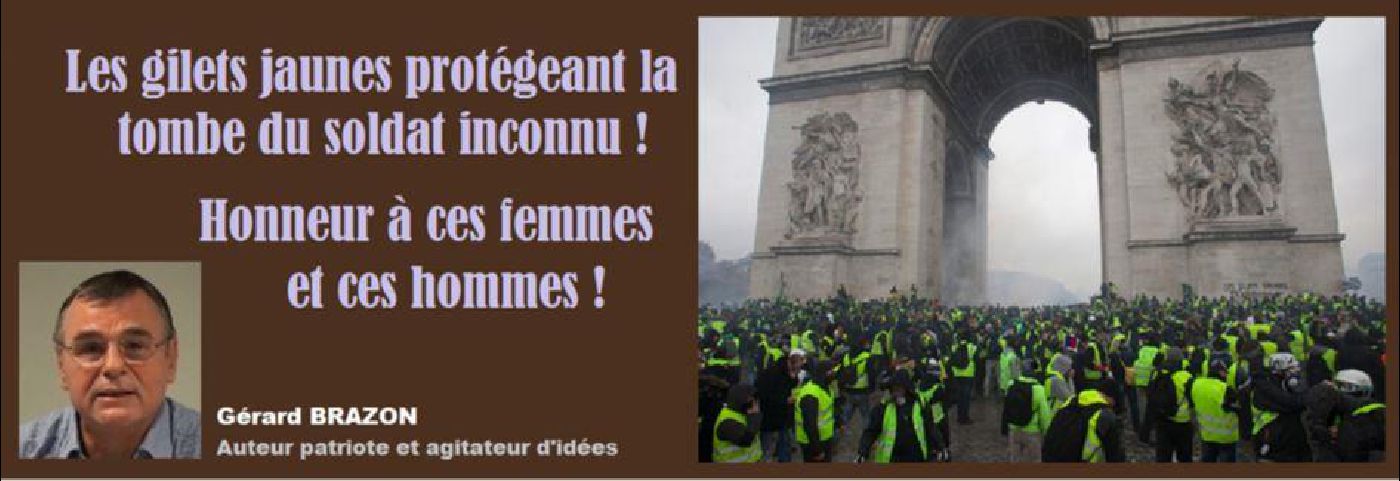 Les gilets jaunes protégeant la
tombe du soldat inconnu !
Honneur à ces femmes
et ces hommes !
Gérard BRAZON
Auteur patriote et agitateur d'idées